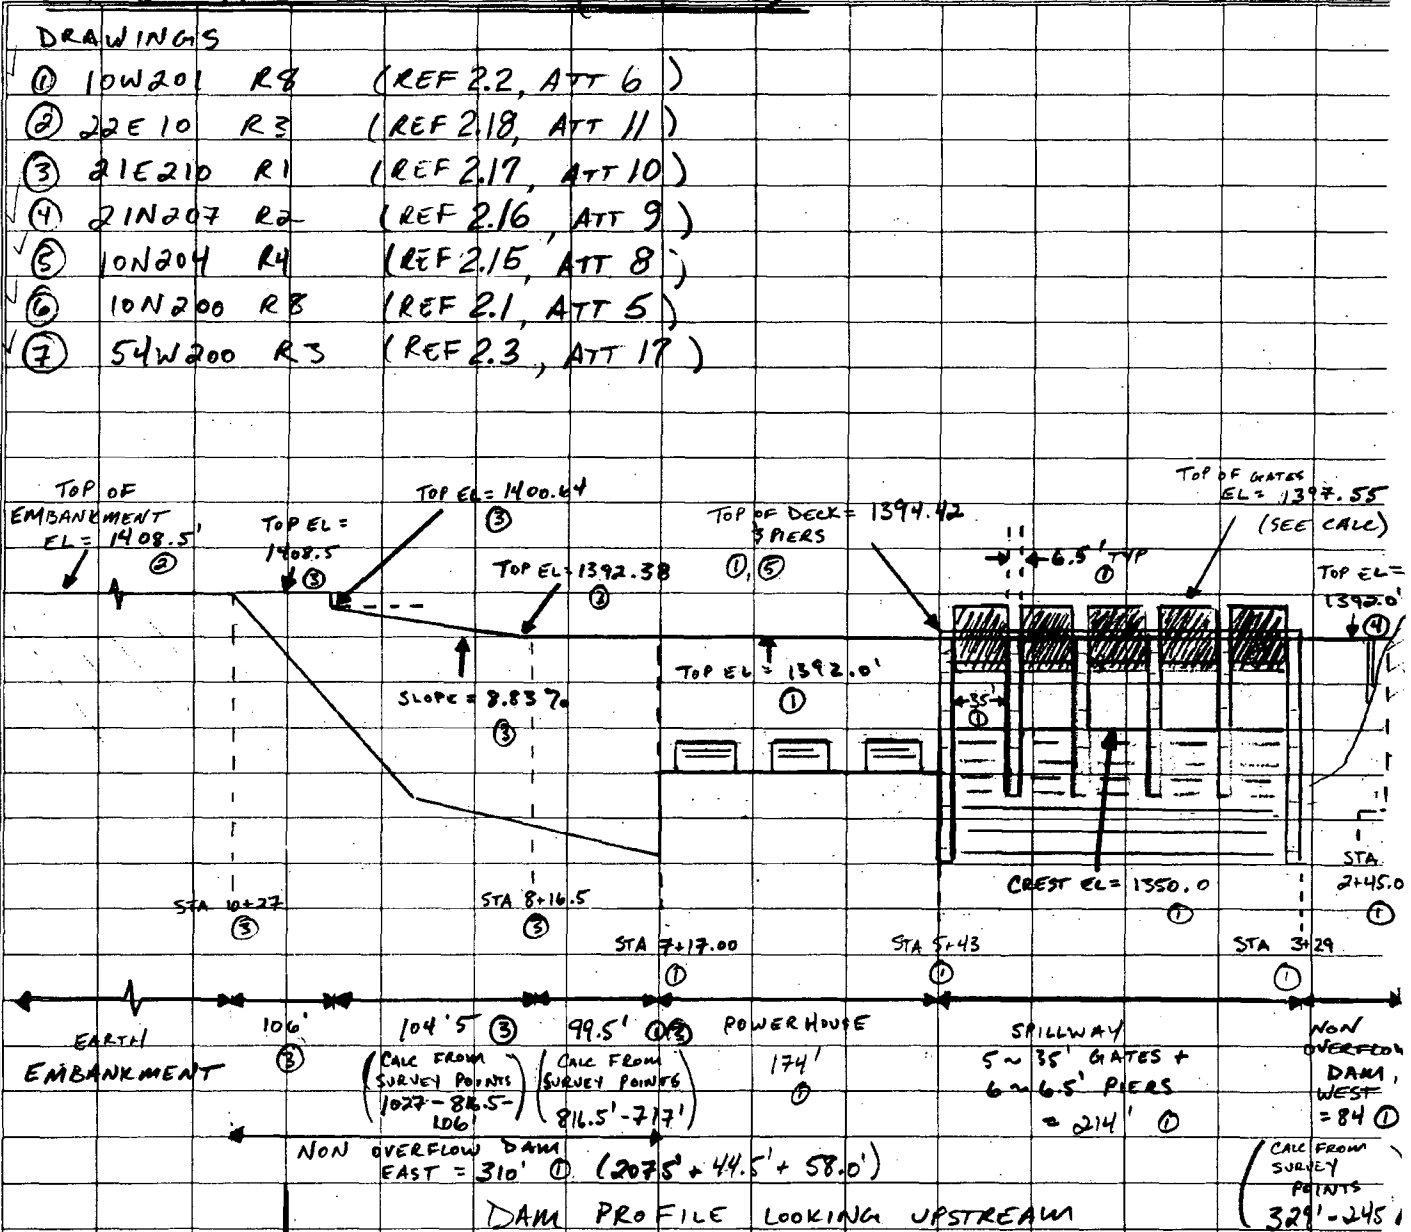 DRAWINGS
① 10W201 R8 (REF 2.2, ATT 6)
② 22E10 R3 (REF 2.18, ATT 11)
③ 21E210 R1 (REF 2.17, ATT 10)
④ 21N207 R2 (REF 2.16, ATT 9)
⑤ 10N204 R4 (REF 2.15, ATT 8)
⑥ 10N200 R8 (REF 2.1, ATT 5)
⑦ 54W200 R3 (REF 2.3, ATT 17)
TOP OF
EMBANKMENT
EL = 1408.5'
②
TOP EL =
1408.5
③
TOP EL = 1400.64
③
TOP EL = 1392.38
③
SLOPE = 8.83%
③
TOP OF DECK = 1394.42
& PIERS
①, ⑤
TOP EL = 1392.0'
①
6.5' TYP
①
TOP OF GATES
EL = 1397.55
(SEE CALC)
TOP EL =
1392.0'
④
35'
①
CREST EL = 1350.0
①
STA 10+27
③
STA 8+16.5
③
STA 7+17.00
①
STA 5+43
①
STA 3+29
①
STA
2+45.0
①
EARTH
EMBANKMENT
106'
③
104'5 ③
(CALC FROM
SURVEY POINTS
1027-816.5-
106')
99.5' ①③
(CALC FROM
SURVEY POINTS
816.5'-717')
POWERHOUSE
174'
①
SPILLWAY
5 ~ 35' GATES +
6 ~ 6.5' PIERS
= 214' ①
NON
OVERFLOW
DAM,
WEST
= 84 ①
(CALC FROM
SURVEY
POINTS
329'-245
NON OVERFLOW DAM
EAST = 310' ① (207.5' + 44.5' + 58.0')
DAM PROFILE LOOKING UPSTREAM